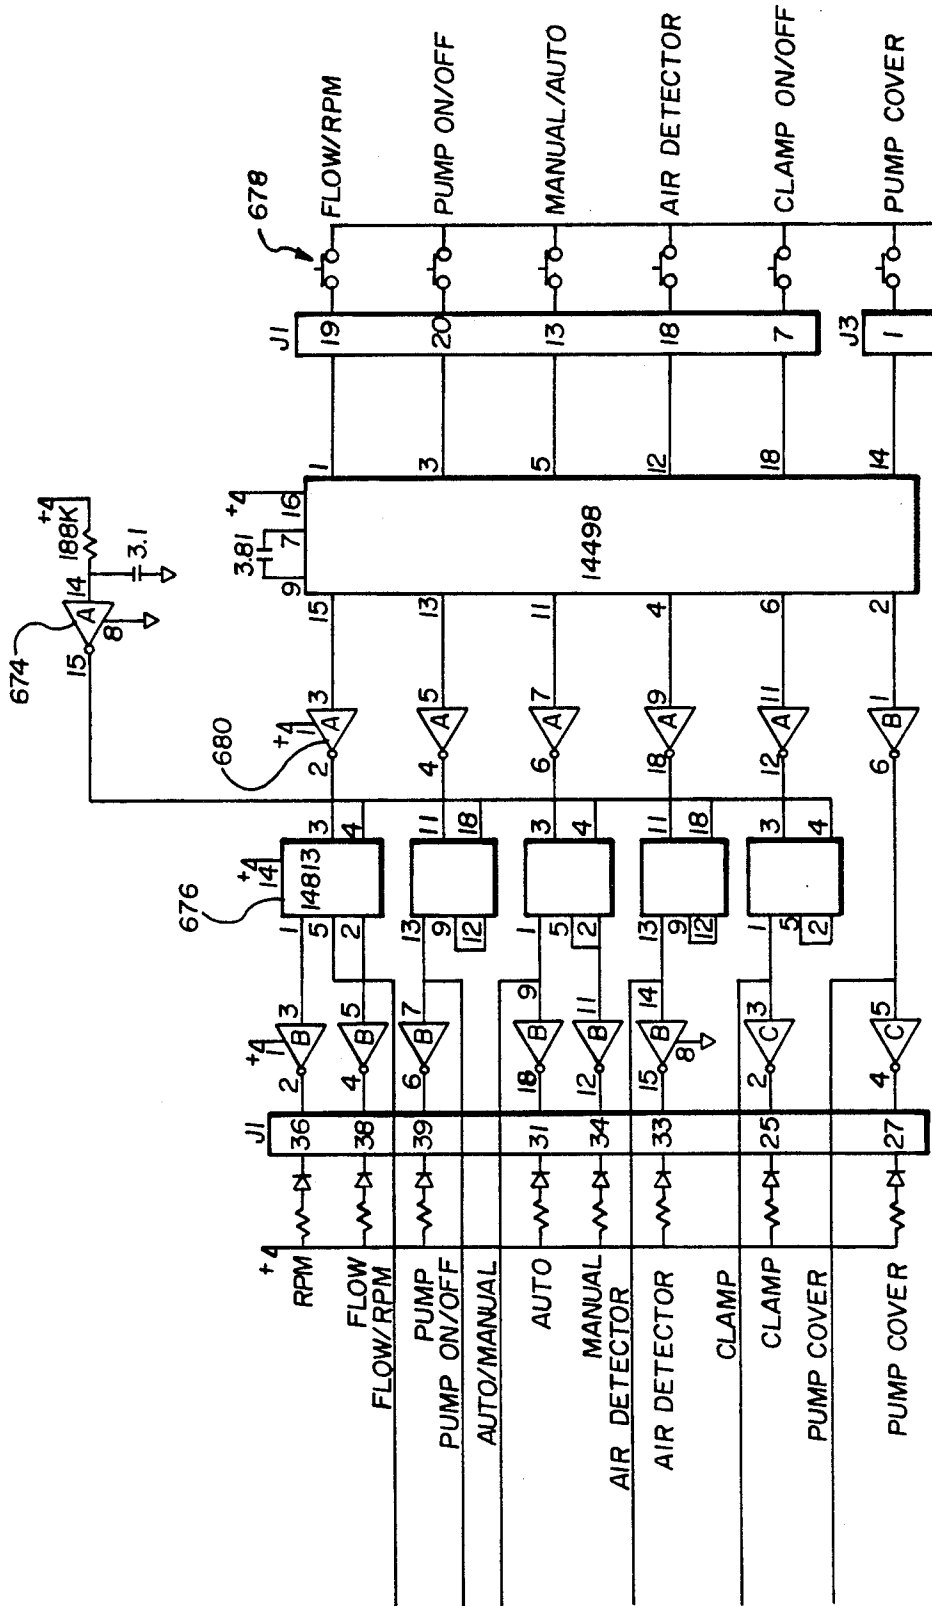 678
FLOW/RPM
PUMP ON/OFF
MANUAL/AUTO
AIR DETECTOR
CLAMP ON/OFF
PUMP COVER
J1
19
20
13
18
7
J3
1
1
3
5
12
18
14
+4
188K
14
3.1
A
8
15
674
+4
16
3.81
7
9
14498
15
13
11
4
6
2
680
+4
1
3
A
2
5
A
4
7
A
6
9
A
18
11
A
12
1
B
6
676
+4
14
14813
3
4
11
18
3
4
11
18
3
4
1
5
2
13
9
12
1
5
2
13
9
12
1
5
2
+4
1
3
B
2
5
B
4
7
B
6
9
B
18
11
B
12
14
B
8
15
3
C
2
5
C
4
J1
36
38
39
31
34
33
25
27
+4
RPM
FLOW
FLOW/RPM
PUMP
PUMP ON/OFF
AUTO/MANUAL
AUTO
MANUAL
AIR DETECTOR
AIR DETECTOR
CLAMP
CLAMP
PUMP COVER
PUMP COVER